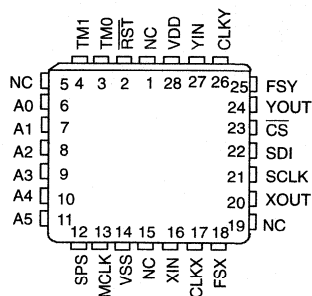 TM1 TM0 R̅S̅T̅ NC VDD YIN CLKY
4 3 2 1 28 27 26
NC 5 25 FSY
A0 6 24 YOUT
A1 7 23 C̅S̅
A2 8 22 SDI
A3 9 21 SCLK
A4 10 20 XOUT
A5 11 19 NC
12 13 14 15 16 17 18
SPS MCLK VSS NC XIN CLKX FSX